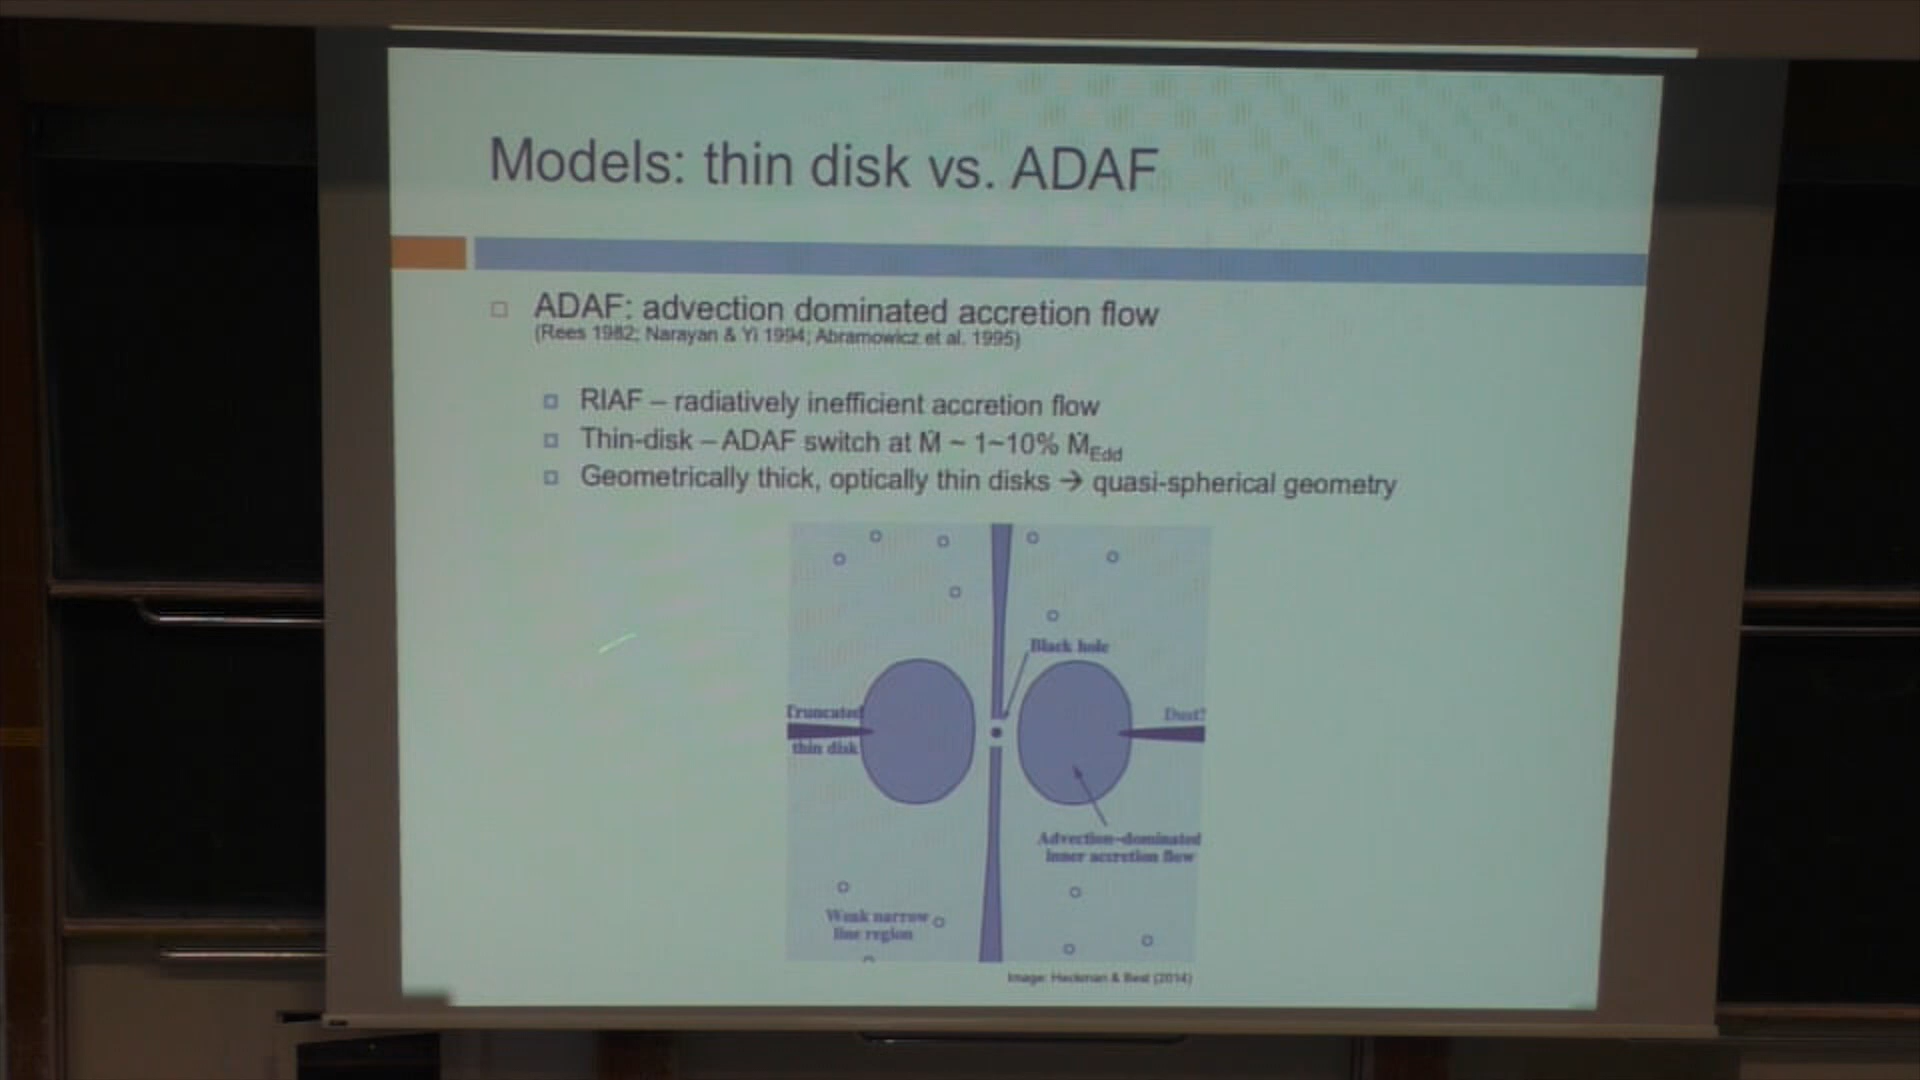 Models: thin disk vs. ADAF
ADAF: advection dominated accretion flow
(Rees 1982; Narayan & Yi 1994; Abramowicz et al. 1995)
RIAF – radiatively inefficient accretion flow
Thin-disk – ADAF switch at Ṁ ~ 1~10% ṀEdd
Geometrically thick, optically thin disks → quasi-spherical geometry
Black hole
Truncated
thin disk
Dust?
Advection-dominated
inner accretion flow
Weak narrow
line region
Image: Heckman & Best (2014)